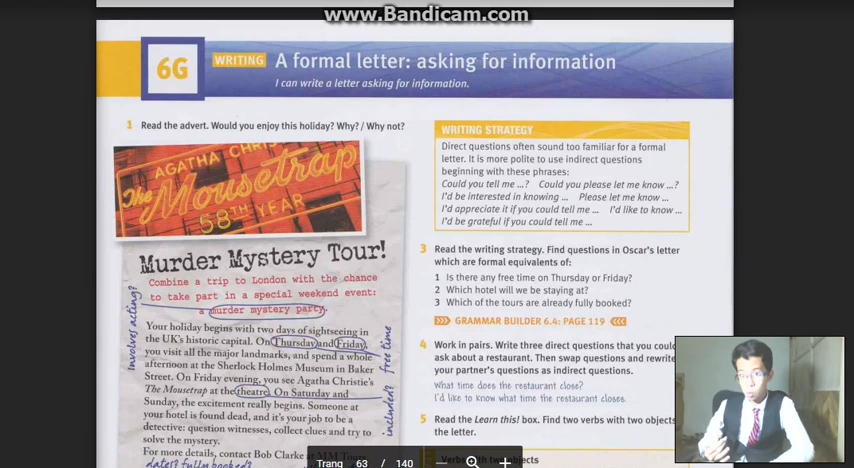 www.Bandicam.com
6G
WRITING A formal letter: asking for information
I can write a letter asking for information.
1 Read the advert. Would you enjoy this holiday? Why? / Why not?
AGATHA CHRIS
The Mousetrap
58TH YEAR
Murder Mystery Tour!
Combine a trip to London with the chance
to take part in a special weekend event:
a murder mystery party.
Involves acting?
Your holiday begins with two days of sightseeing in
the UK's historic capital. On Thursday and Friday,
you visit all the major landmarks, and spend a whole
afternoon at the Sherlock Holmes Museum in Baker
Street. On Friday evening, you see Agatha Christie's
The Mousetrap at the theatre. On Saturday and
Sunday, the excitement really begins. Someone at
your hotel is found dead, and it's your job to be a
detective: question witnesses, collect clues and try to
solve the mystery.
For more details, contact Bob Clarke at MM Tours
free time
included?
dates? fully booked?
WRITING STRATEGY
Direct questions often sound too familiar for a formal
letter. It is more polite to use indirect questions
beginning with these phrases:
Could you tell me ...? Could you please let me know ...?
I'd be interested in knowing ... Please let me know ...
I'd appreciate it if you could tell me ... I'd like to know ...
I'd be grateful if you could tell me ...
3 Read the writing strategy. Find questions in Oscar's letter
which are formal equivalents of:
1 Is there any free time on Thursday or Friday?
2 Which hotel will we be staying at?
3 Which of the tours are already fully booked?
GRAMMAR BUILDER 6.4: PAGE 119
4 Work in pairs. Write three direct questions that you could
ask about a restaurant. Then swap questions and rewrite
your partner's questions as indirect questions.
What time does the restaurant close?
I'd like to know what time the restaurant closes.
5 Read the Learn this! box. Find two verbs with two objects
the letter.
Verbs with two objects
Trang 63 / 140